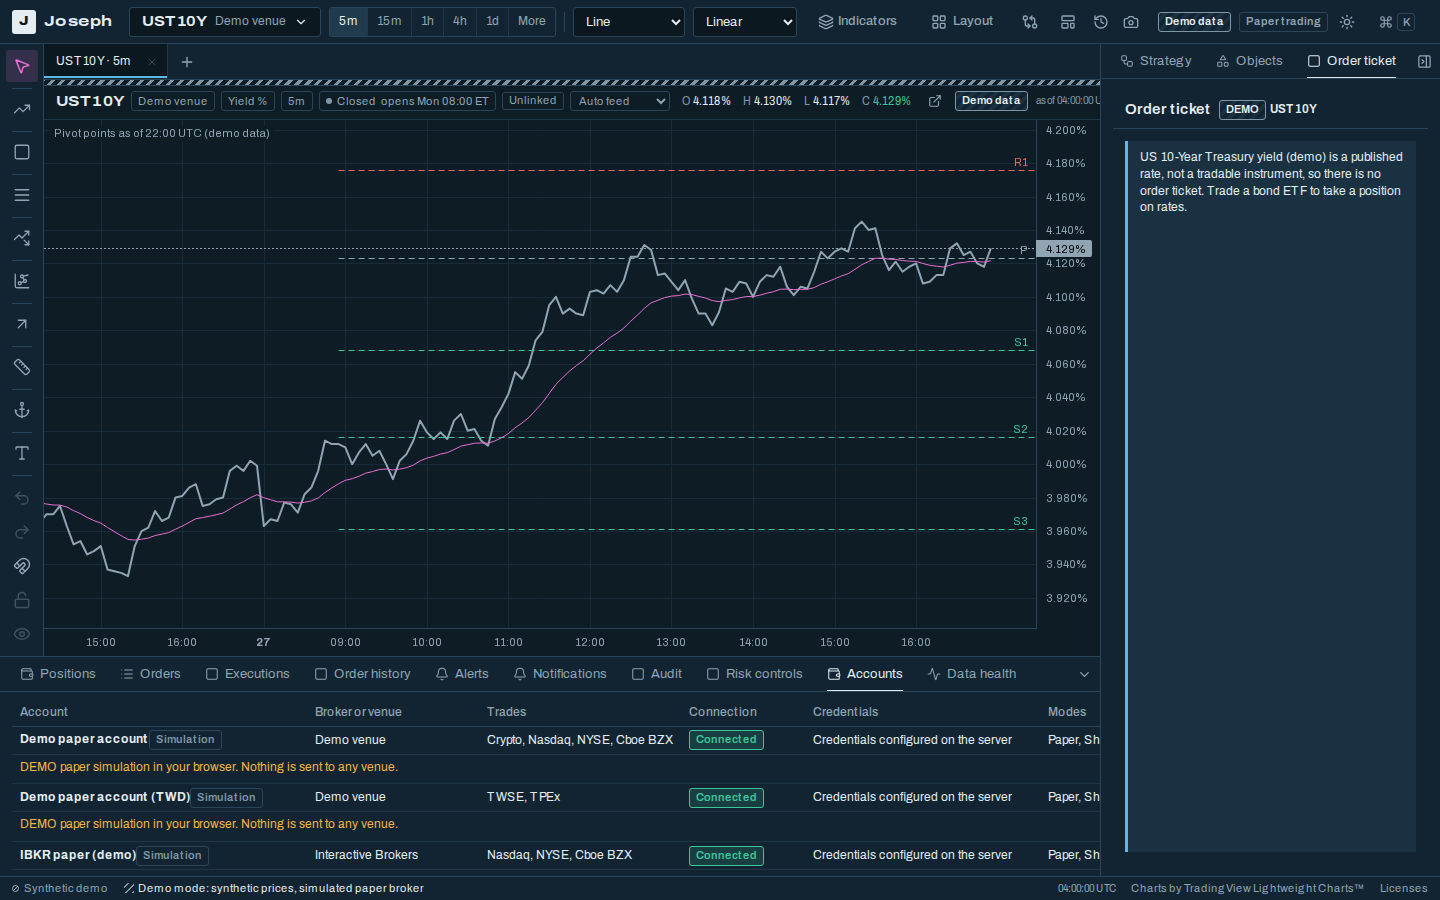 J Joseph UST10Y Demo venue 5m 15m 1h 4h 1d More Line Linear Indicators Layout Demo data Paper trading ⌘ K
UST10Y · 5m × +
Strategy Objects Order ticket
UST10Y Demo venue Yield % 5m Closed opens Mon 08:00 ET Unlinked Auto feed O 4.118% H 4.130% L 4.117% C 4.129% Demo data as of 04:00:00 U
Order ticket DEMO UST10Y
Pivot points as of 22:00 UTC (demo data)
US 10-Year Treasury yield (demo) is a published
rate, not a tradable instrument, so there is no
order ticket. Trade a bond ETF to take a position
on rates.
4.200%
R1 4.180%
4.160%
4.140%
P 4.129%
4.120%
4.100%
4.080%
S1
4.060%
4.040%
S2 4.020%
4.000%
3.980%
S3
3.960%
3.940%
3.920%
15:00 16:00 27 09:00 10:00 11:00 12:00 13:00 14:00 15:00 16:00
Positions Orders Executions Order history Alerts Notifications Audit Risk controls Accounts Data health
Account Broker or venue Trades Connection Credentials Modes
Demo paper account Simulation Demo venue Crypto, Nasdaq, NYSE, Cboe BZX Connected Credentials configured on the server Paper, Sh
DEMO paper simulation in your browser. Nothing is sent to any venue.
Demo paper account (TWD) Simulation Demo venue TWSE, TPEx Connected Credentials configured on the server Paper, Sh
DEMO paper simulation in your browser. Nothing is sent to any venue.
IBKR paper (demo) Simulation Interactive Brokers Nasdaq, NYSE, Cboe BZX Connected Credentials configured on the server Paper, Sh
Synthetic demo Demo mode: synthetic prices, simulated paper broker 04:00:00 UTC Charts by TradingView Lightweight Charts™ Licenses